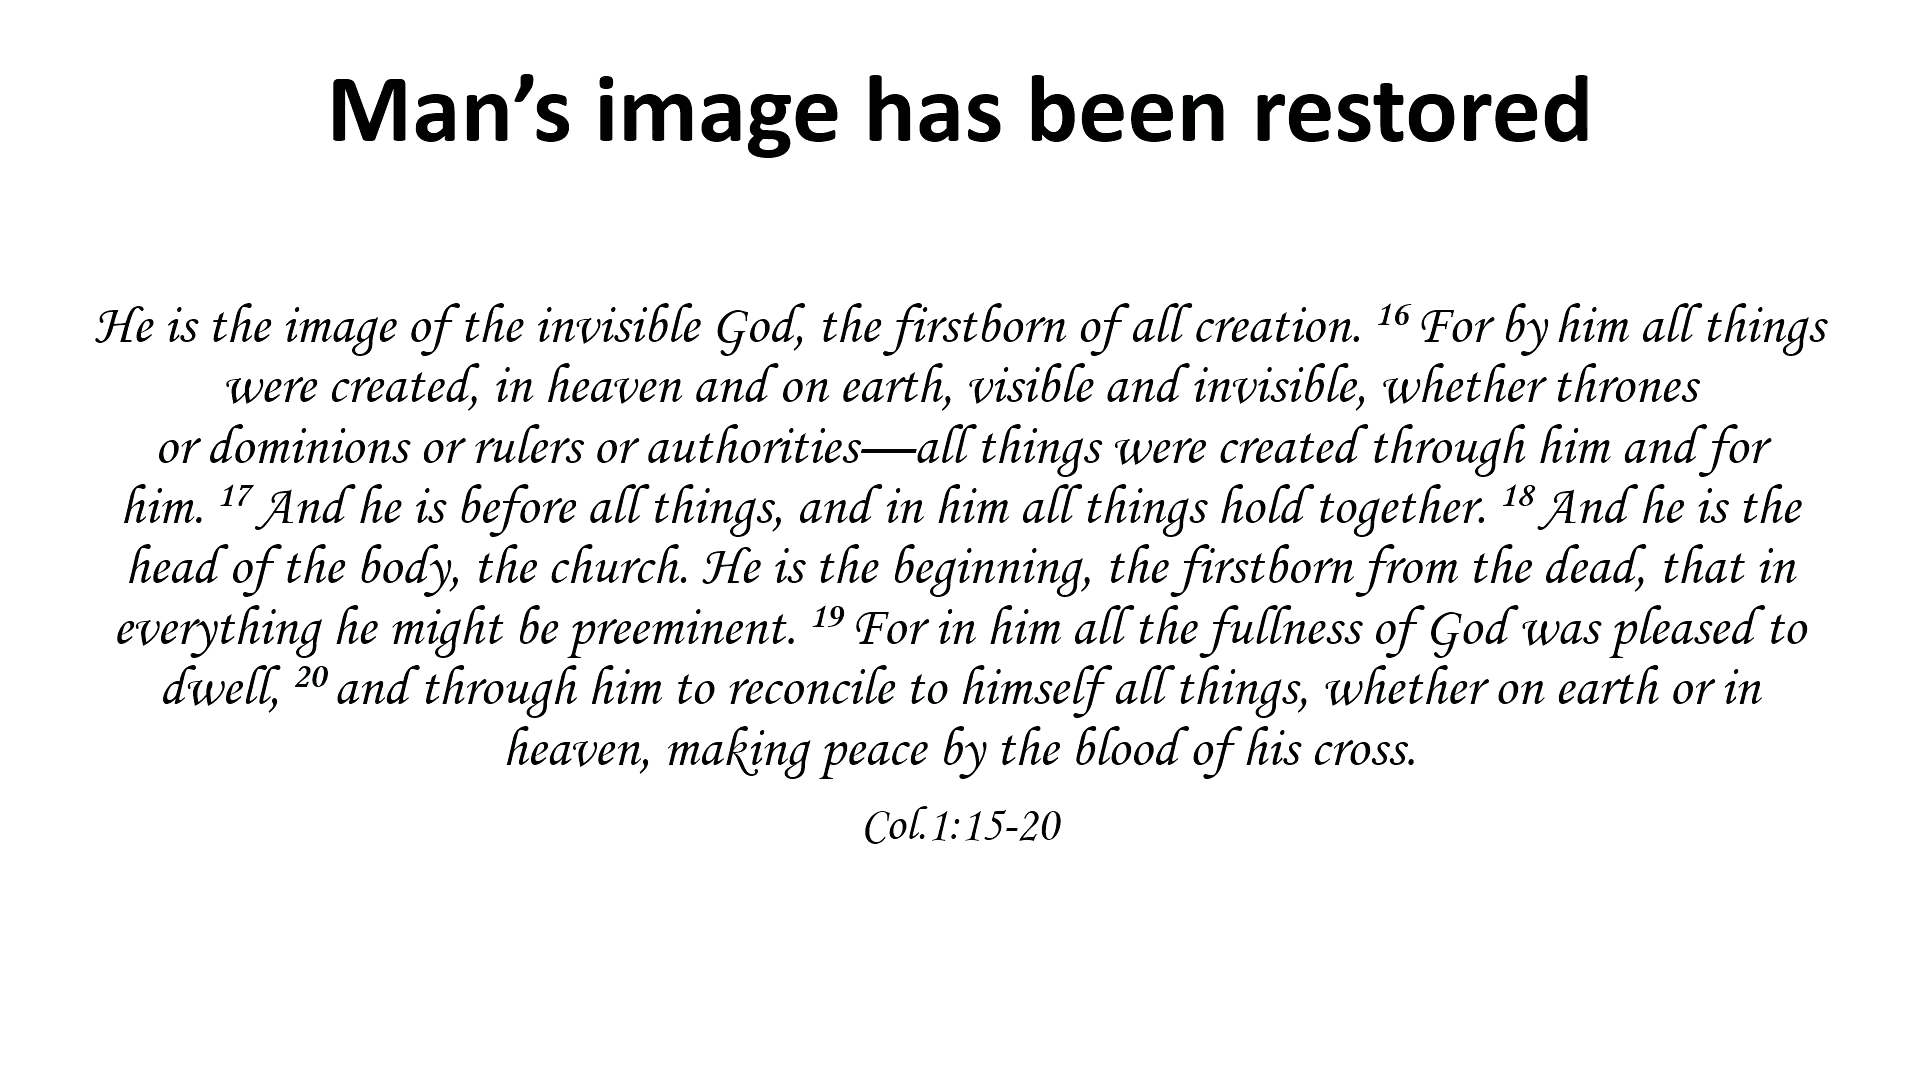 Man’s image has been restored
He is the image of the invisible God, the firstborn of all creation. 16 For by him all things
were created, in heaven and on earth, visible and invisible, whether thrones
or dominions or rulers or authorities—all things were created through him and for
him. 17 And he is before all things, and in him all things hold together. 18 And he is the
head of the body, the church. He is the beginning, the firstborn from the dead, that in
everything he might be preeminent. 19 For in him all the fullness of God was pleased to
dwell, 20 and through him to reconcile to himself all things, whether on earth or in
heaven, making peace by the blood of his cross.
Col.1:15-20